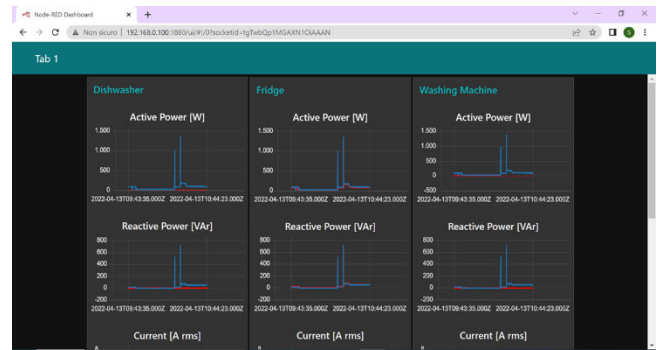 Node-RED Dashboard
Non sicuro | 192.168.0.100:1880/ui/#!/0?socketid=tgTwbQp1MGAXN1OiAAAN
S
Tab 1
Dishwasher
Active Power [W]
1.500
1.000
500
0
2022-04-13T09:43:35.000Z 2022-04-13T10:44:23.000Z
Reactive Power [VAr]
800
600
400
200
0
-200
2022-04-13T09:43:35.000Z 2022-04-13T10:44:23.000Z
Current [A rms]
8
Fridge
Active Power [W]
1.500
1.000
500
0
2022-04-13T09:43:35.000Z 2022-04-13T10:44:23.000Z
Reactive Power [VAr]
800
600
400
200
0
-200
2022-04-13T09:43:35.000Z 2022-04-13T10:44:23.000Z
Current [A rms]
8
Washing Machine
Active Power [W]
1.500
1.000
500
0
-500
2022-04-13T09:43:35.000Z 2022-04-13T10:44:23.000Z
Reactive Power [VAr]
800
600
400
200
0
-200
2022-04-13T09:43:35.000Z 2022-04-13T10:44:23.000Z
Current [A rms]
8